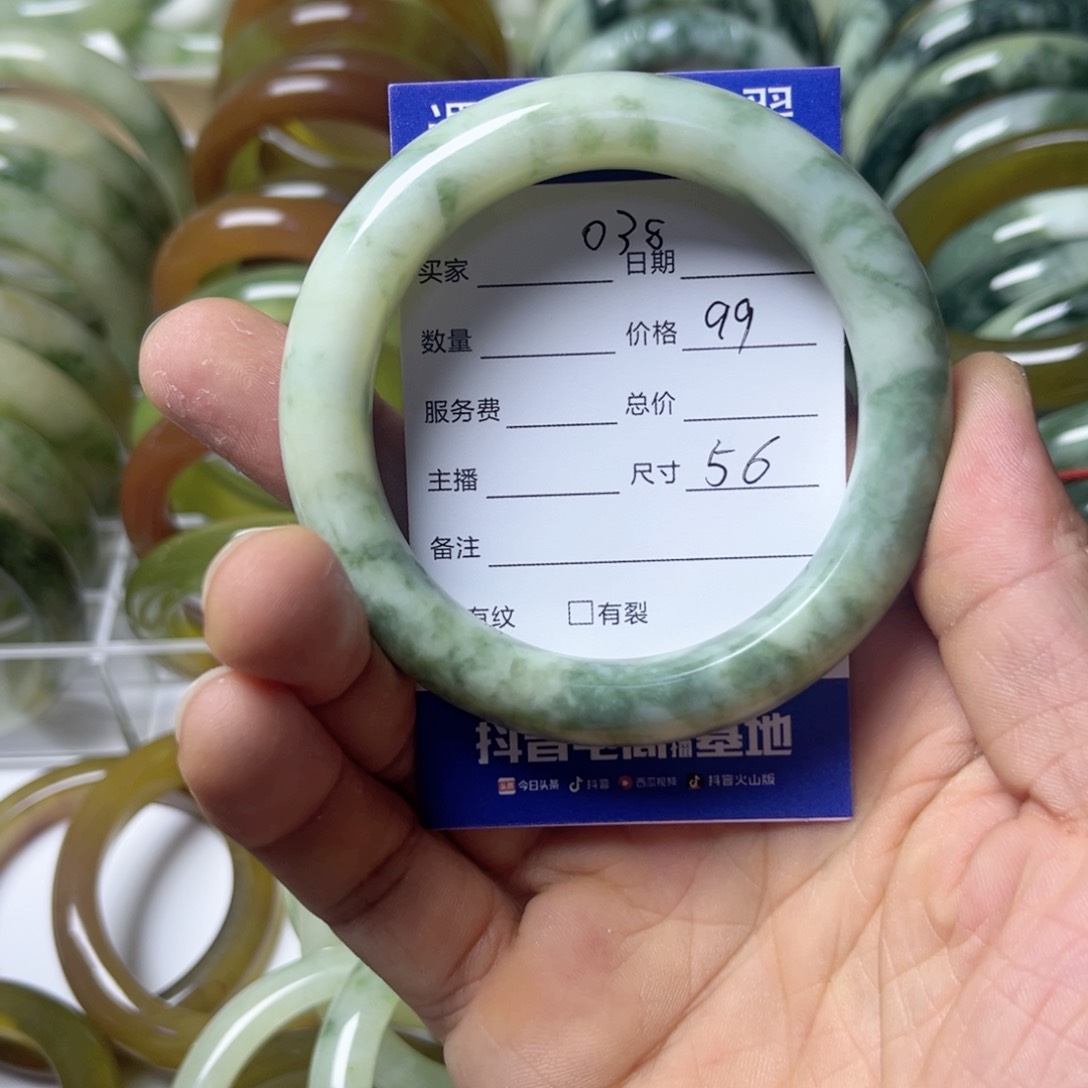 038
买家 日期
数量 价格 99
服务费 总价
主播 尺寸 56
备注
有纹 □有裂
基地
今日头条 抖音 西瓜视频 抖音火山版